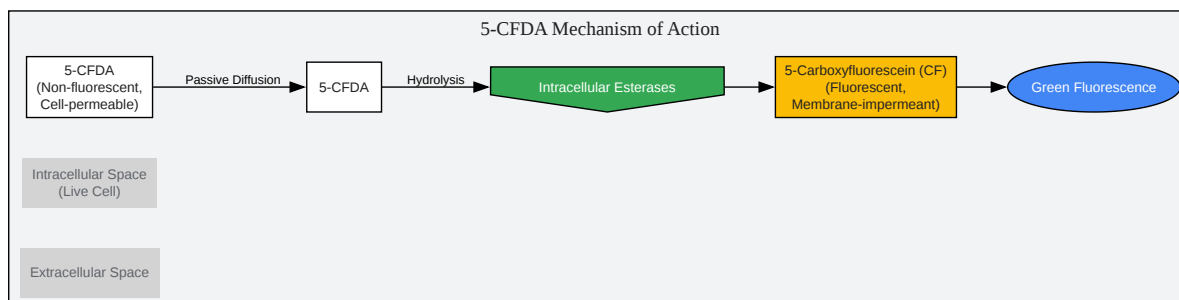 5-CFDA Mechanism of Action
5-CFDA
(Non-fluorescent,
Cell-permeable)
Passive Diffusion
5-CFDA
Hydrolysis
Intracellular Esterases
5-Carboxyfluorescein (CF)
(Fluorescent,
Membrane-impermeant)
Green Fluorescence
Intracellular Space
(Live Cell)
Extracellular Space